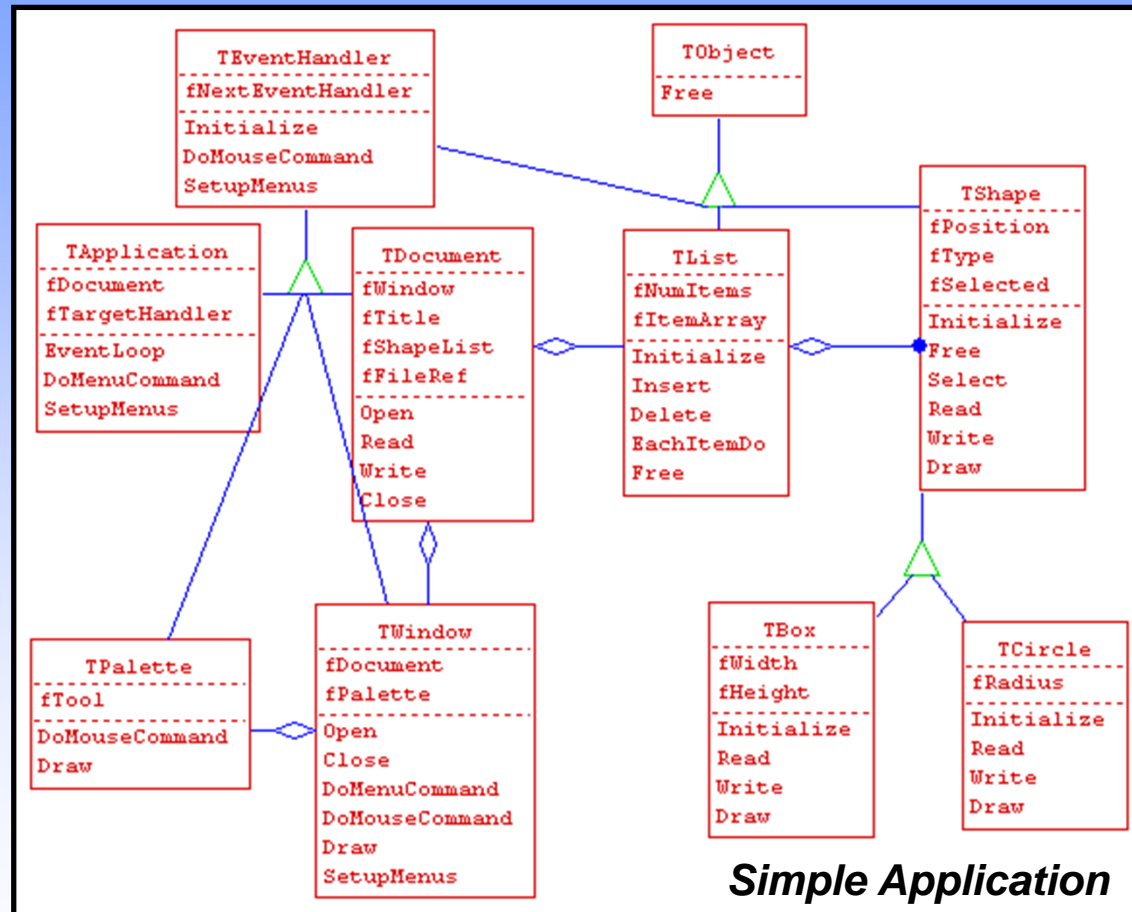 TEventHandler
fNextEventHandler
Initialize
DoMouseCommand
SetupMenus
TObject
Free
TShape
fPosition
fType
fSelected
Initialize
Free
Select
Read
Write
Draw
TApplication
fDocument
fTargetHandler
EventLoop
DoMenuCommand
SetupMenus
TDocument
fWindow
fTitle
fShapeList
fFileRef
Open
Read
Write
Close
TList
fNumItems
fItemArray
Initialize
Insert
Delete
EachItemDo
Free
TPalette
fTool
DoMouseCommand
Draw
TWindow
fDocument
fPalette
Open
Close
DoMenuCommand
DoMouseCommand
Draw
SetupMenus
TBox
fWidth
fHeight
Initialize
Read
Write
Draw
TCircle
fRadius
Initialize
Read
Write
Draw
Simple Application